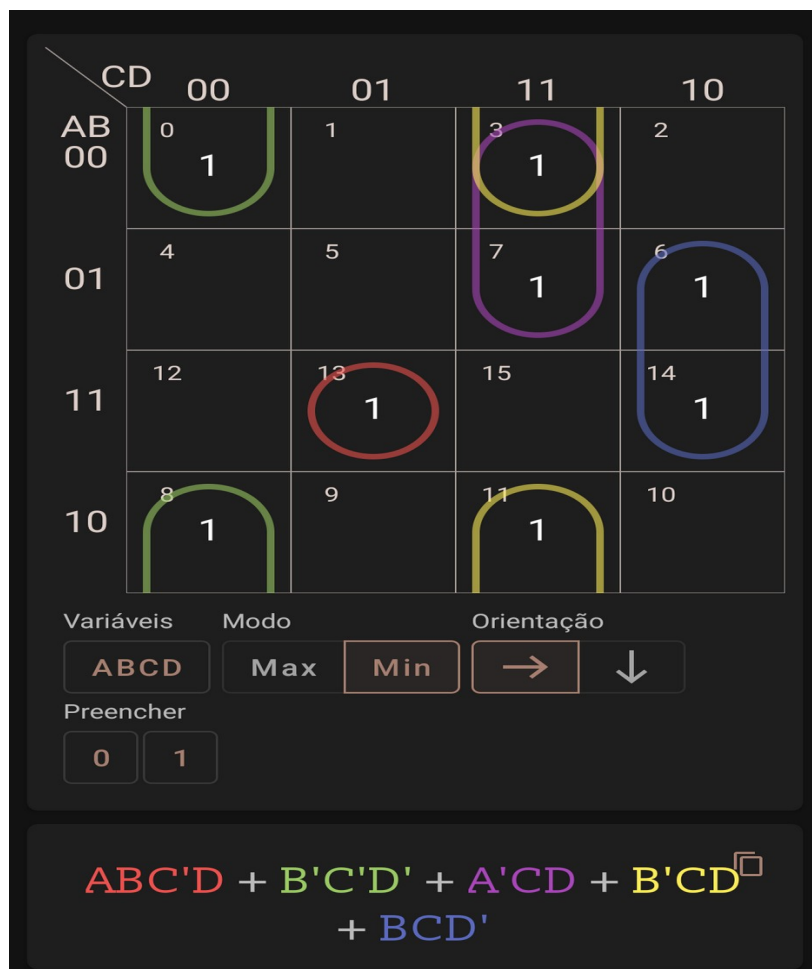 CD 00 01 11 10
AB
00 0 1 1 3 1 2
01 4 5 7 1 6 1
11 12 13 1 15 14 1
10 8 1 9 11 1 10
Variáveis Modo Orientação
ABCD Max Min → ↓
Preencher
0 1
ABC'D + B'C'D' + A'CD + B'CD
+ BCD'